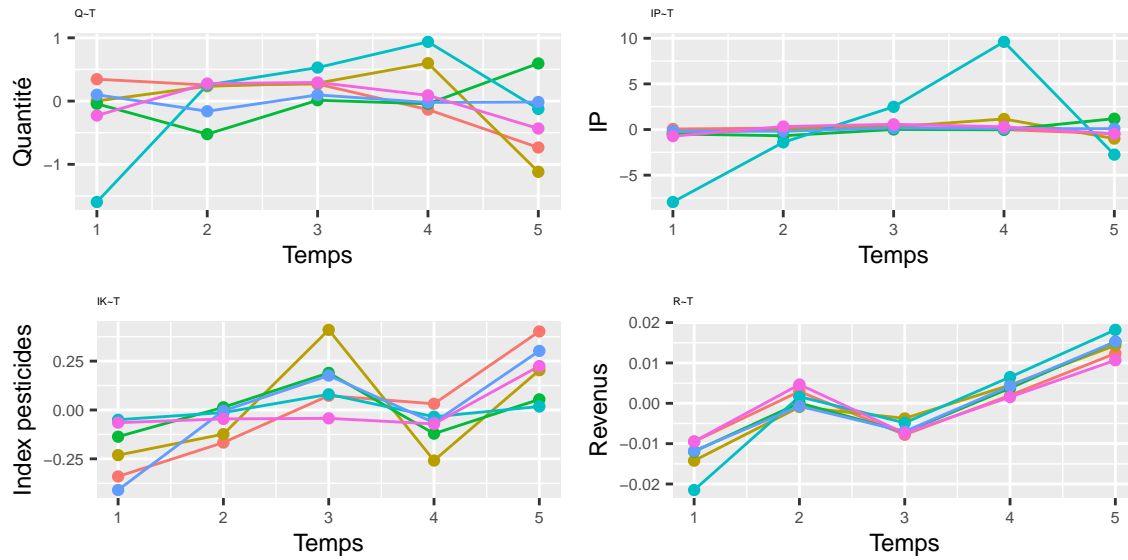 Q~T
1
0
−1
Quantité
1 2 3 4 5
Temps
IP~T
10
5
0
−5
IP
1 2 3 4 5
Temps
IK~T
0.25
0.00
−0.25
Index pesticides
1 2 3 4 5
Temps
R~T
0.02
0.01
0.00
−0.01
−0.02
Revenus
1 2 3 4 5
Temps